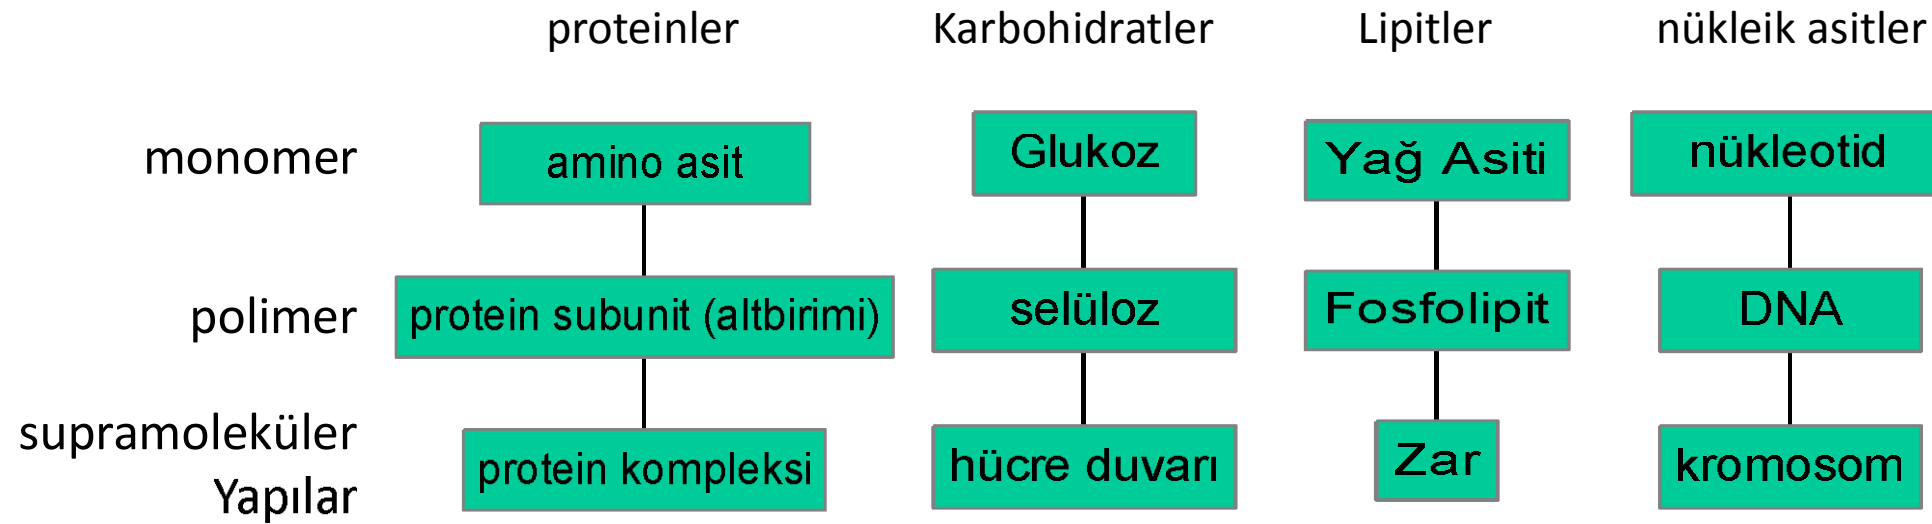 proteinler Karbohidratler Lipitler nükleik asitler
monomer amino asit Glukoz Yağ Asiti nükleotid
polimer protein subunit (altbirimi) selüloz Fosfolipit DNA
supramoleküler
Yapılar protein kompleksi hücre duvarı Zar kromosom